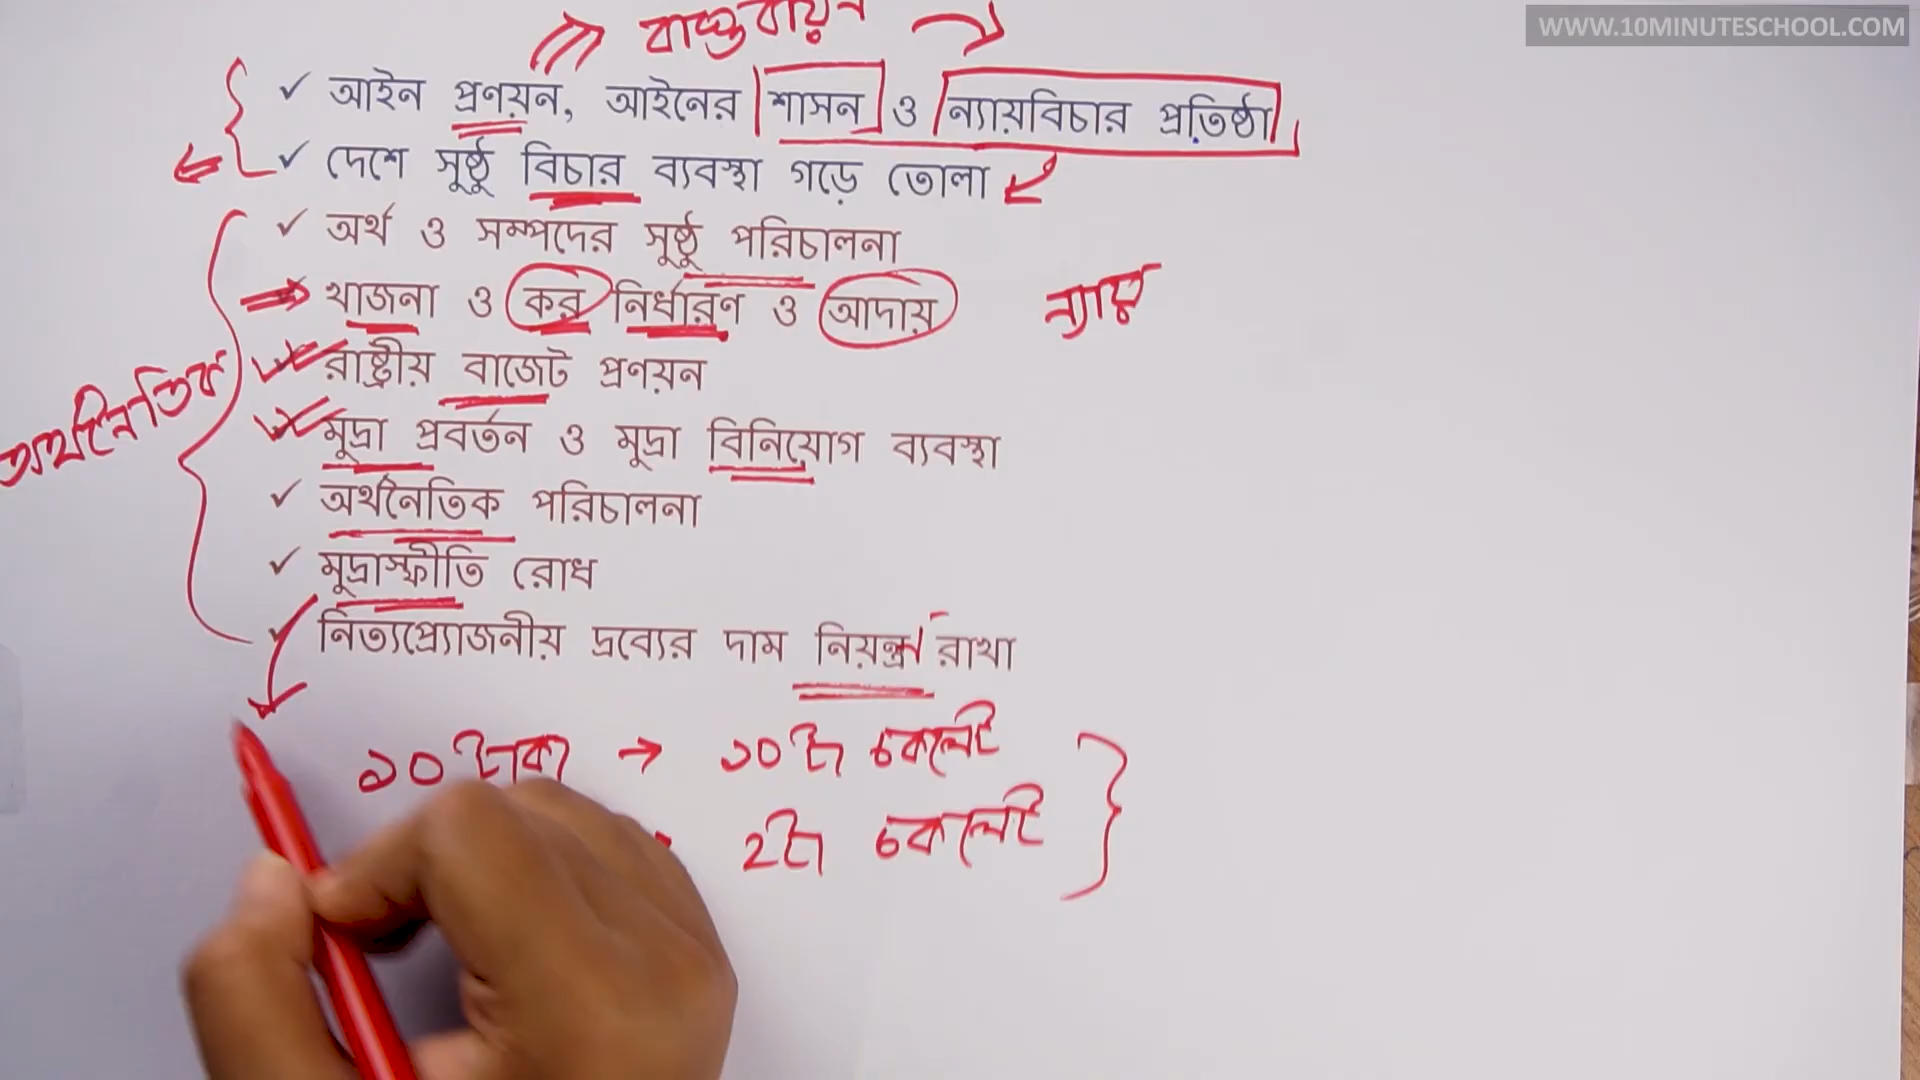 WWW.10MINUTESCHOOL.COM
বাস্তবায়ন
✓ আইন প্রণয়ন, আইনের শাসন ও ন্যায়বিচার প্রতিষ্ঠা
✓ দেশে সুষ্ঠু বিচার ব্যবস্থা গড়ে তোলা
✓ অর্থ ও সম্পদের সুষ্ঠু পরিচালনা
খাজনা ও কর নির্ধারণ ও আদায়
ন্যায়
রাষ্ট্রীয় বাজেট প্রণয়ন
অর্থনৈতিক
মুদ্রা প্রবর্তন ও মুদ্রা বিনিয়োগ ব্যবস্থা
✓ অর্থনৈতিক পরিচালনা
✓ মুদ্রাস্ফীতি রোধ
✓ নিত্যপ্র্যোজনীয় দ্রব্যের দাম নিয়ন্ত্রণ রাখা
১০ টাকা → ১০ টা চকলেট
২টা চকলেট